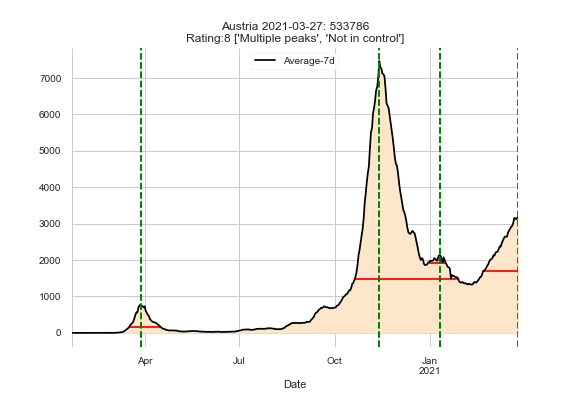 Austria 2021-03-27: 533786
Rating:8 ['Multiple peaks', 'Not in control']
Average-7d
7000
6000
5000
4000
3000
2000
1000
0
Apr
Jul
Oct
Jan
2021
Date